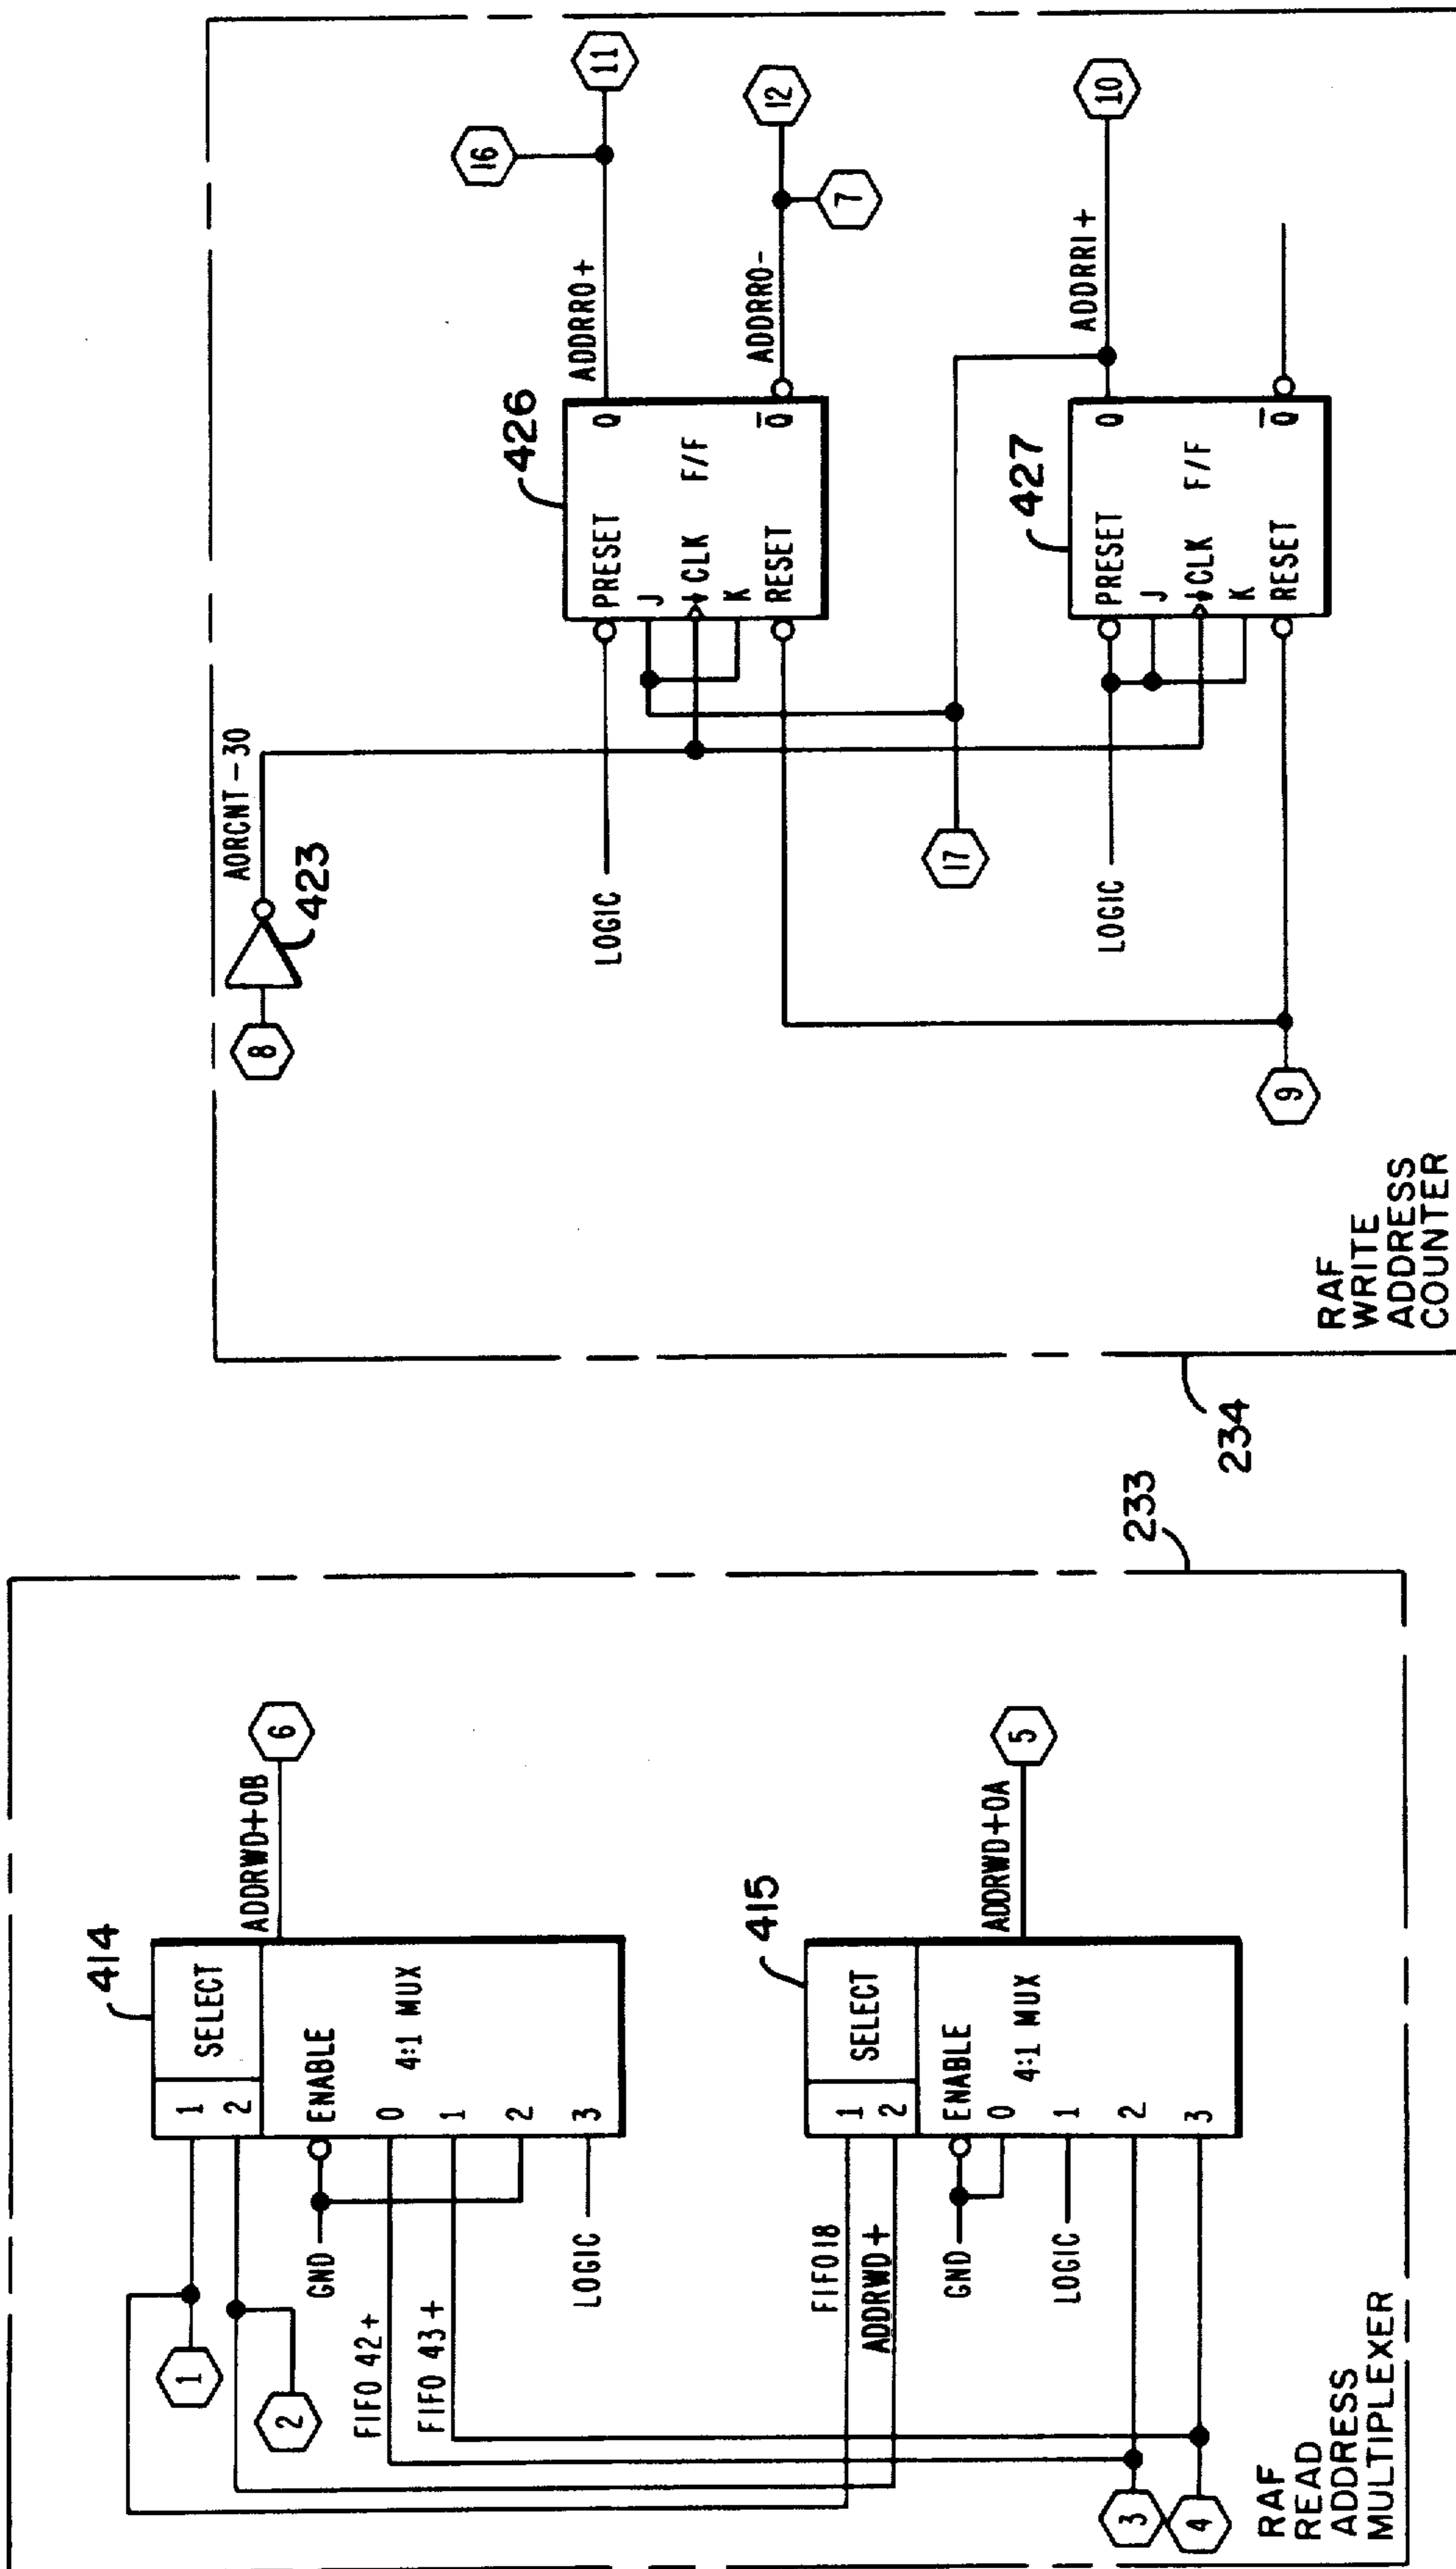 414
1
2
SELECT
ENABLE
0
1
2
3
4:1 MUX
1
2
GND
FIFO 42+
FIFO 43+
LOGIC
ADDRWD+0B
6
415
1
2
SELECT
ENABLE
0
1
2
3
4:1 MUX
FIFO18
ADDRWD+
GND
LOGIC
ADDRWD+0A
5
3
4
RAF
READ
ADDRESS
MULTIPLEXER
233
234
8
423
AORCNT-30
426
PRESET
J
CLK
K
RESET
F/F
Q
Q̅
LOGIC
ADDRR0+
16
11
ADDRR0-
12
7
17
427
PRESET
J
CLK
K
RESET
F/F
Q
Q̅
LOGIC
ADDRR1+
10
9
RAF
WRITE
ADDRESS
COUNTER